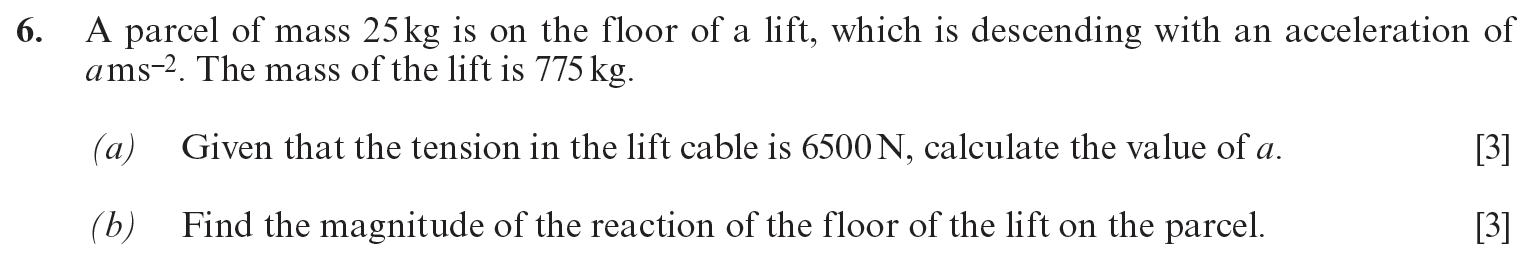 6. A parcel of mass 25 kg is on the floor of a lift, which is descending with an acceleration of
a ms⁻². The mass of the lift is 775 kg.
(a) Given that the tension in the lift cable is 6500 N, calculate the value of a. [3]
(b) Find the magnitude of the reaction of the floor of the lift on the parcel. [3]